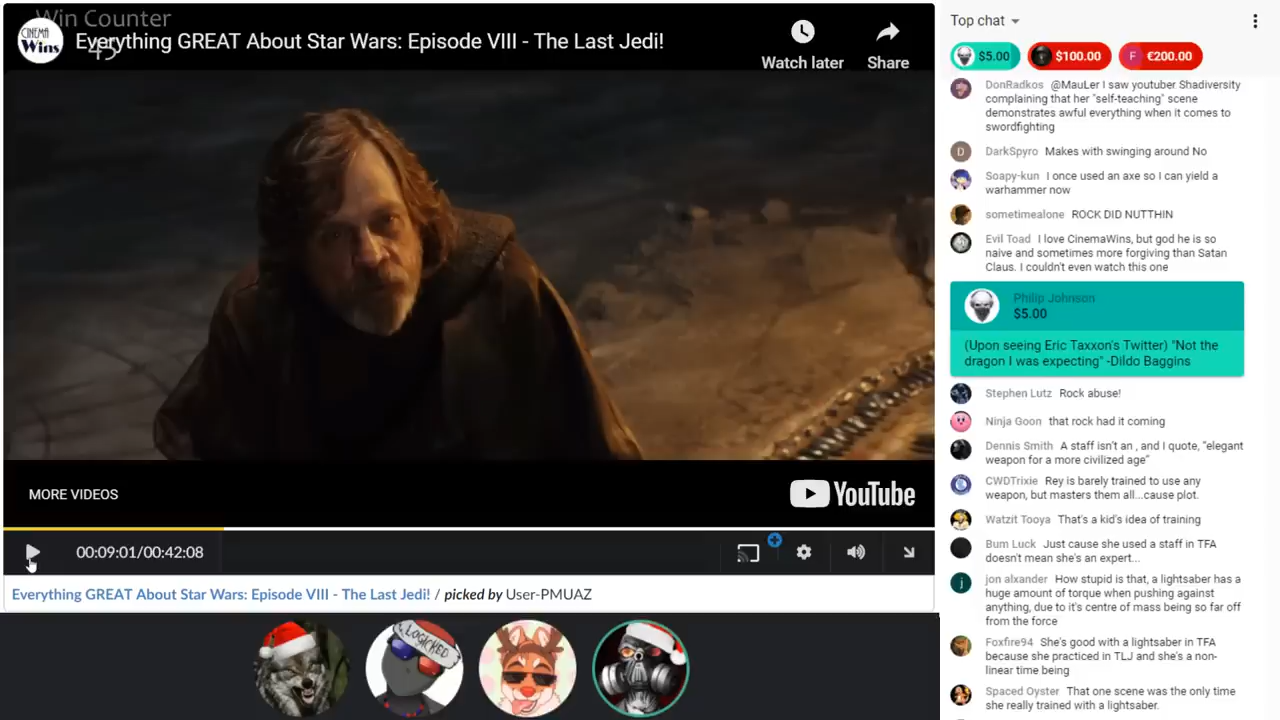 Win Counter
45
CINEMA
Wins
Everything GREAT About Star Wars: Episode VIII - The Last Jedi!
Watch later
Share
MORE VIDEOS
YouTube
00:09:01/00:42:08
Everything GREAT About Star Wars: Episode VIII - The Last Jedi! / picked by User-PMUAZ
LOGICKED
Top chat
$5.00
$100.00
F €200.00
DonRadkos @MauLer I saw youtuber Shadiversity
complaining that her "self-teaching" scene
demonstrates awful everything when it comes to
swordfighting
D DarkSpyro Makes with swinging around No
Soapy-kun I once used an axe so I can yield a
warhammer now
sometimealone ROCK DID NUTTHIN
Evil Toad I love CinemaWins, but god he is so
naive and sometimes more forgiving than Satan
Claus. I couldn't even watch this one
Philip Johnson
$5.00
(Upon seeing Eric Taxxon's Twitter) "Not the
dragon I was expecting" -Dildo Baggins
Stephen Lutz Rock abuse!
Ninja Goon that rock had it coming
Dennis Smith A staff isn't an , and I quote, "elegant
weapon for a more civilized age"
CWDTrixie Rey is barely trained to use any
weapon, but masters them all...cause plot.
Watzit Tooya That's a kid's idea of training
Bum Luck Just cause she used a staff in TFA
doesn't mean she's an expert...
j jon alxander How stupid is that, a lightsaber has a
huge amount of torque when pushing against
anything, due to it's centre of mass being so far off
from the force
Foxfire94 She's good with a lightsaber in TFA
because she practiced in TLJ and she's a non-
linear time being
Spaced Oyster That one scene was the only time
she really trained with a lightsaber.